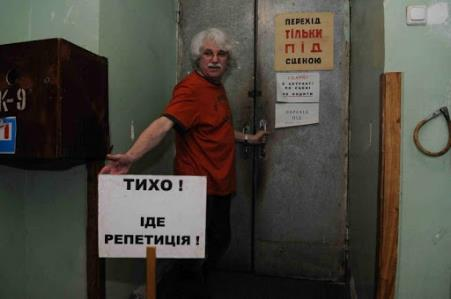 ПЕРЕХІД
ТІЛЬКИ
ПІД
СЦЕНОЮ
К-9
ТИХО !
ІДЕ
РЕПЕТИЦІЯ !